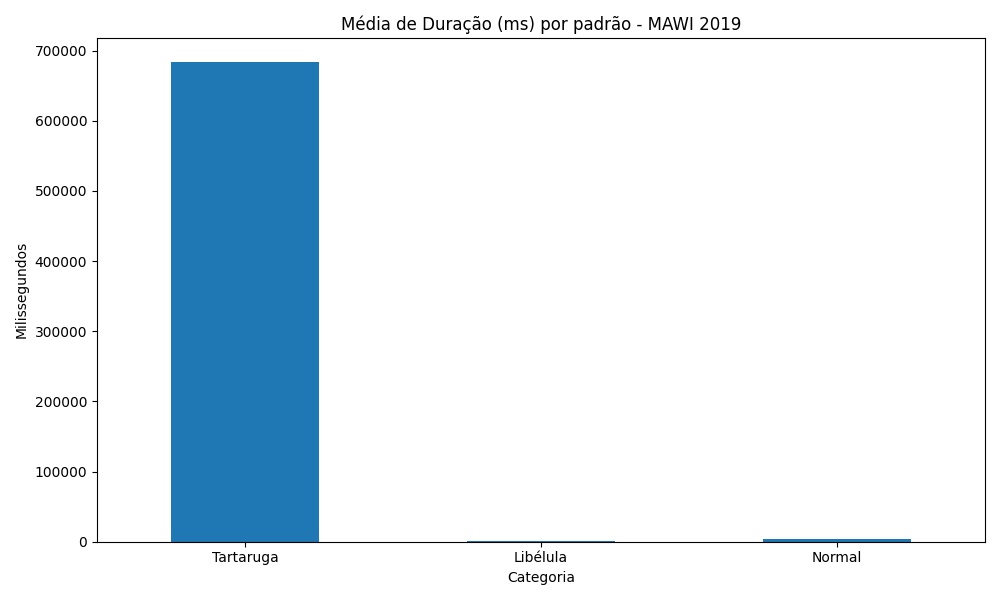 Média de Duração (ms) por padrão - MAWI 2019
700000
600000
500000
400000
300000
200000
100000
0
Milissegundos
Tartaruga
Libélula
Normal
Categoria